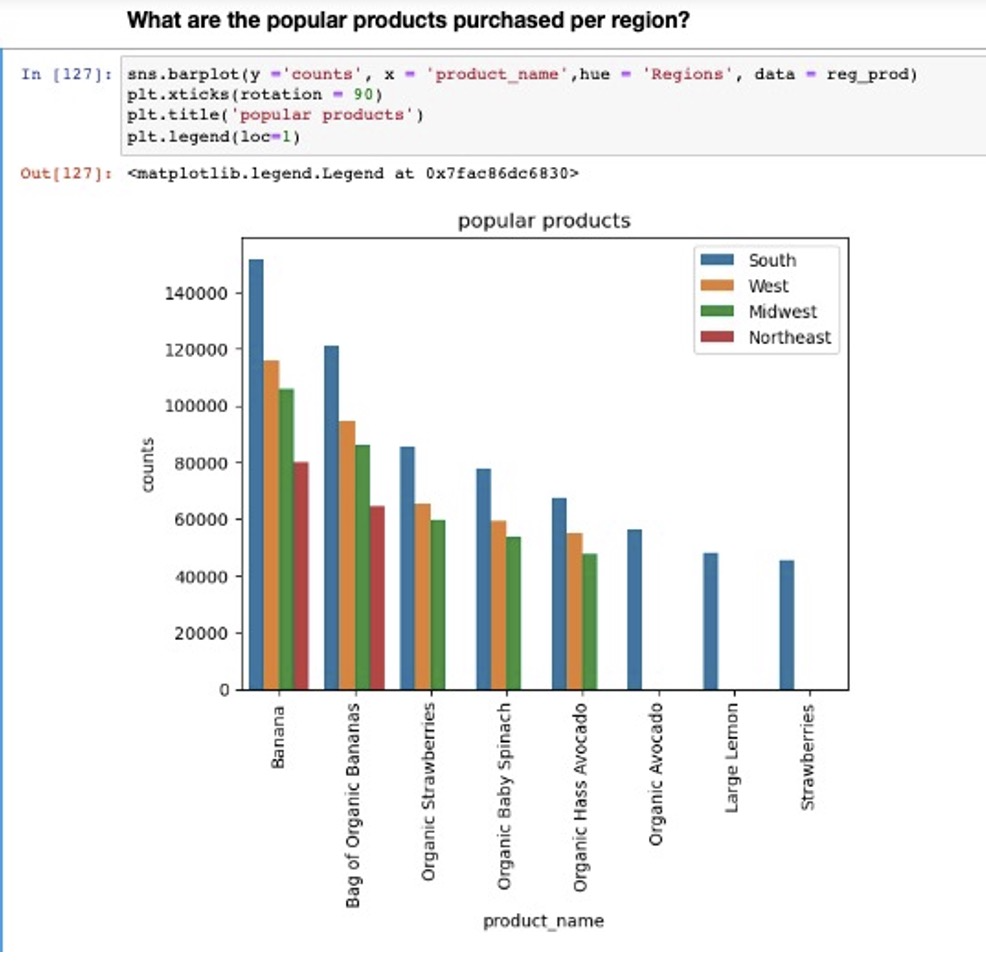 What are the popular products purchased per region?
In [127]: sns.barplot(y ='counts', x = 'product_name',hue = 'Regions', data = reg_prod)
plt.xticks(rotation = 90)
plt.title('popular products')
plt.legend(loc=1)
Out[127]: <matplotlib.legend.Legend at 0x7fac86dc6830>
popular products
South
West
Midwest
Northeast
140000
120000
100000
80000
60000
40000
20000
0
counts
Banana
Bag of Organic Bananas
Organic Strawberries
Organic Baby Spinach
Organic Hass Avocado
Organic Avocado
Large Lemon
Strawberries
product_name